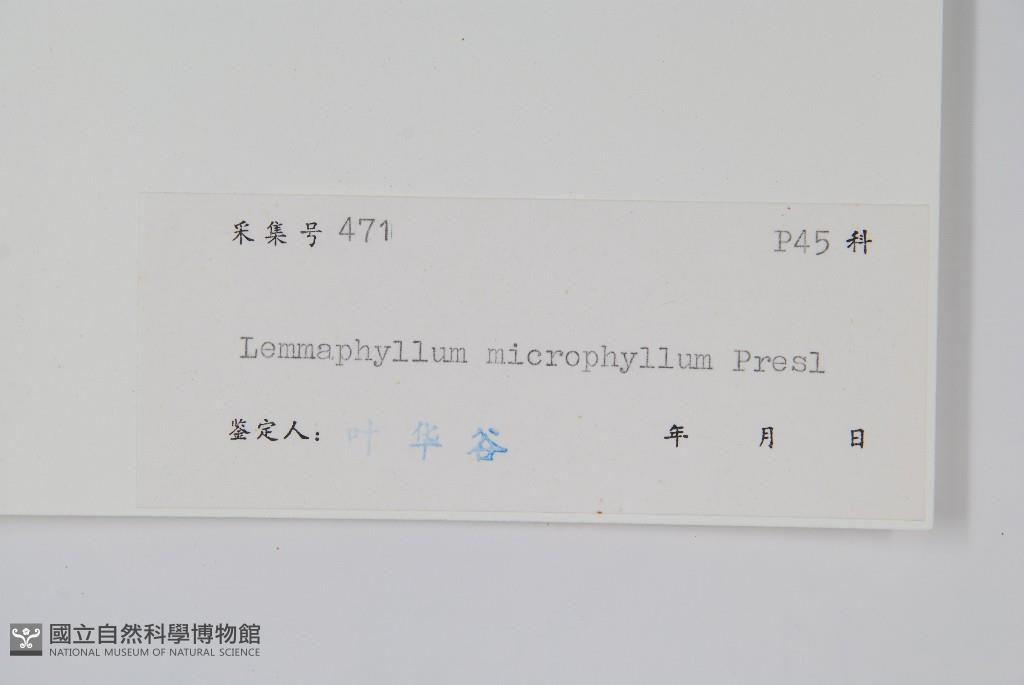 采集号 471 P45 科
Lemmaphyllum microphyllum Presl
鉴定人: 叶华谷 年 月 日
國立自然科學博物館
NATIONAL MUSEUM OF NATURAL SCIENCE